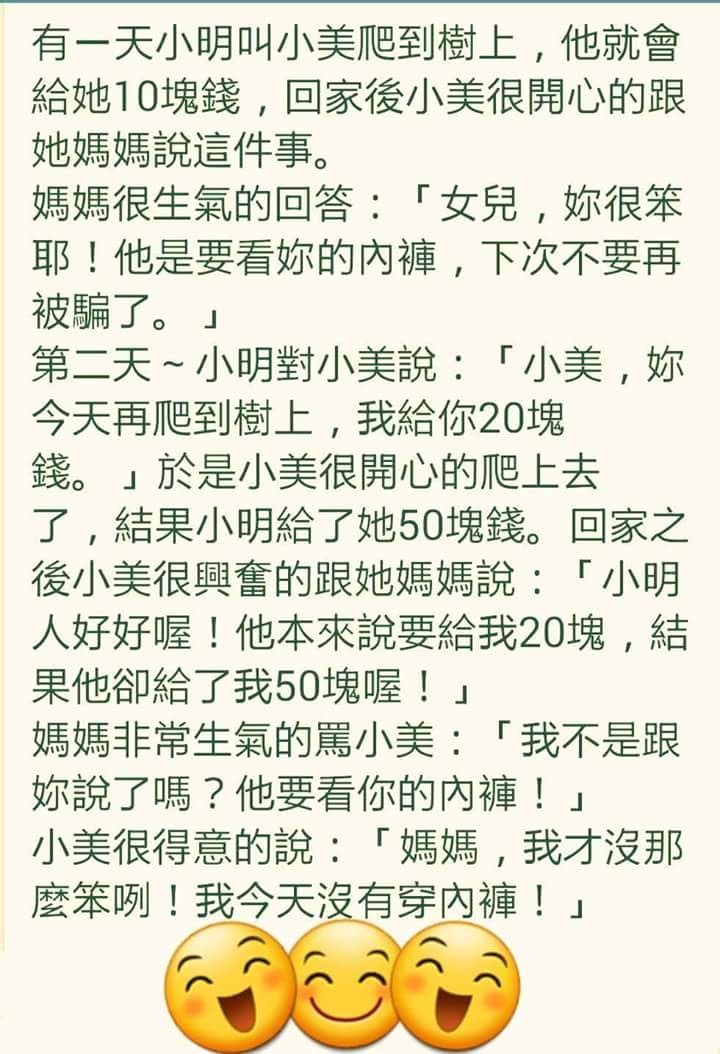 有一天小明叫小美爬到樹上，他就會
給她10塊錢，回家後小美很開心的跟
她媽媽說這件事。
媽媽很生氣的回答：「女兒，妳很笨
耶！他是要看妳的內褲，下次不要再
被騙了。」
第二天～小明對小美說：「小美，妳
今天再爬到樹上，我給你20塊
錢。」於是小美很開心的爬上去
了，結果小明給了她50塊錢。回家之
後小美很興奮的跟她媽媽說：「小明
人好好喔！他本來說要給我20塊，結
果他卻給了我50塊喔！」
媽媽非常生氣的罵小美：「我不是跟
妳說了嗎？他要看你的內褲！」
小美很得意的說：「媽媽，我才沒那
麼笨咧！我今天沒有穿內褲！」